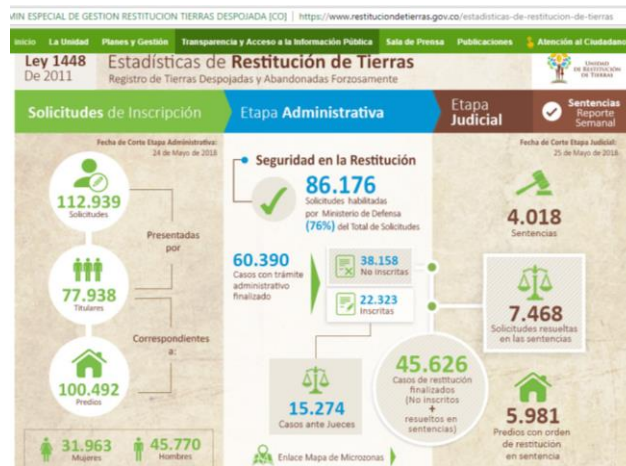 MIN ESPECIAL DE GESTION RESTITUCION TIERRAS DESPOJADA [CO] | https://www.restituciondetierras.gov.co/estadisticas-de-restitucion-de-tierras
Inicio La Unidad Planes y Gestión Transparencia y Acceso a la Información Pública Sala de Prensa Publicaciones Atención al Ciudadano
Ley 1448
De 2011
Estadísticas de Restitución de Tierras
Registro de Tierras Despojadas y Abandonadas Forzosamente
UNIDAD
DE RESTITUCIÓN
DE TIERRAS
Solicitudes de Inscripción
Etapa Administrativa
Etapa
Judicial
Sentencias
Reporte
Semanal
Fecha de Corte Etapa Administrativa:
24 de Mayo de 2018
112.939
Solicitudes
Presentadas
por
77.938
Titulares
Correspondientes
a:
100.492
Predios
31.963
Mujeres
45.770
Hombres
Seguridad en la Restitución
86.176
Solicitudes habilitadas
por Ministerio de Defensa
(76%) del Total de Solicitudes
60.390
Casos con trámite
administrativo
finalizado
38.158
No inscritas
22.323
Inscritas
15.274
Casos ante Jueces
45.626
Casos de restitución
finalizados
(No inscritos
+
resueltos en
sentencias)
Enlace Mapa de Microzonas
Fecha de Corte Etapa Judicial:
25 de Mayo de 2018
4.018
Sentencias
7.468
Solicitudes resueltas
en las sentencias
5.981
Predios con orden
de restitución
en sentencia